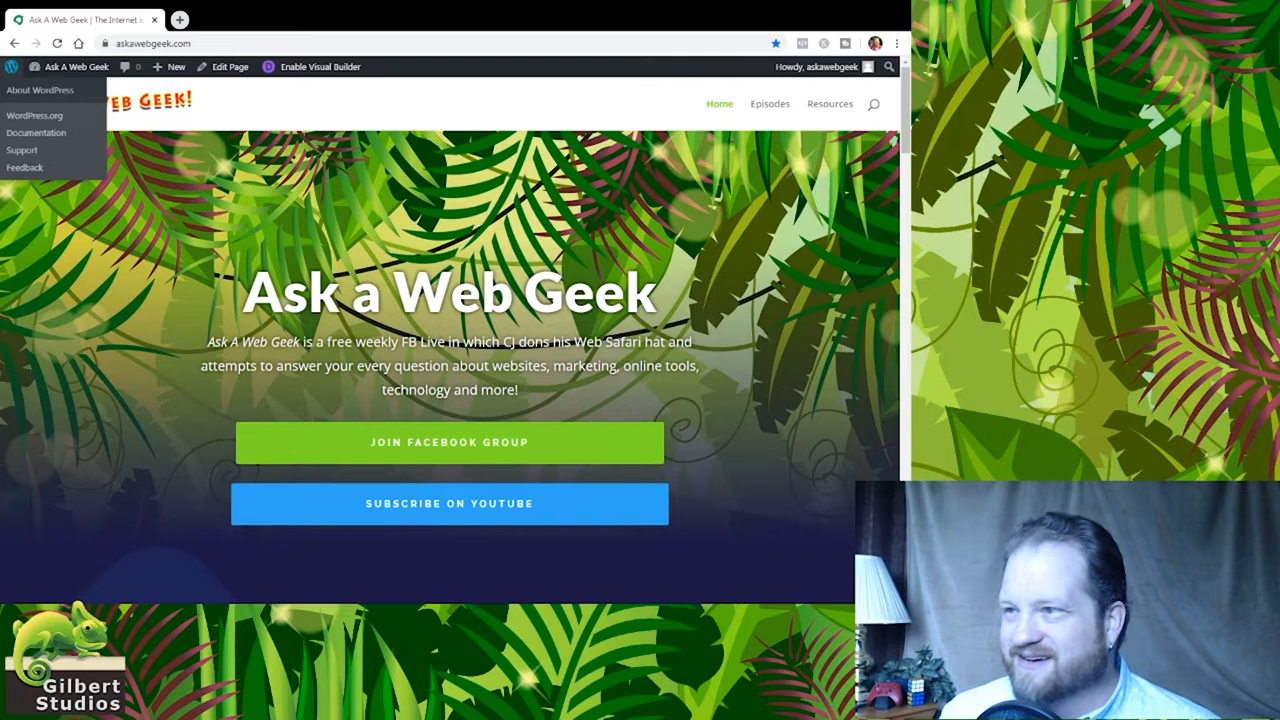 Ask A Web Geek | The Internet
askawebgeek.com
Ask A Web Geek 0 New Edit Page Enable Visual Builder Howdy, askawebgeek
About WordPress
WordPress.org
Documentation
Support
Feedback
EB GEEK!
Home Episodes Resources
Ask a Web Geek
Ask A Web Geek is a free weekly FB Live in which CJ dons his Web Safari hat and
attempts to answer your every question about websites, marketing, online tools,
technology and more!
JOIN FACEBOOK GROUP
SUBSCRIBE ON YOUTUBE
Gilbert
Studios